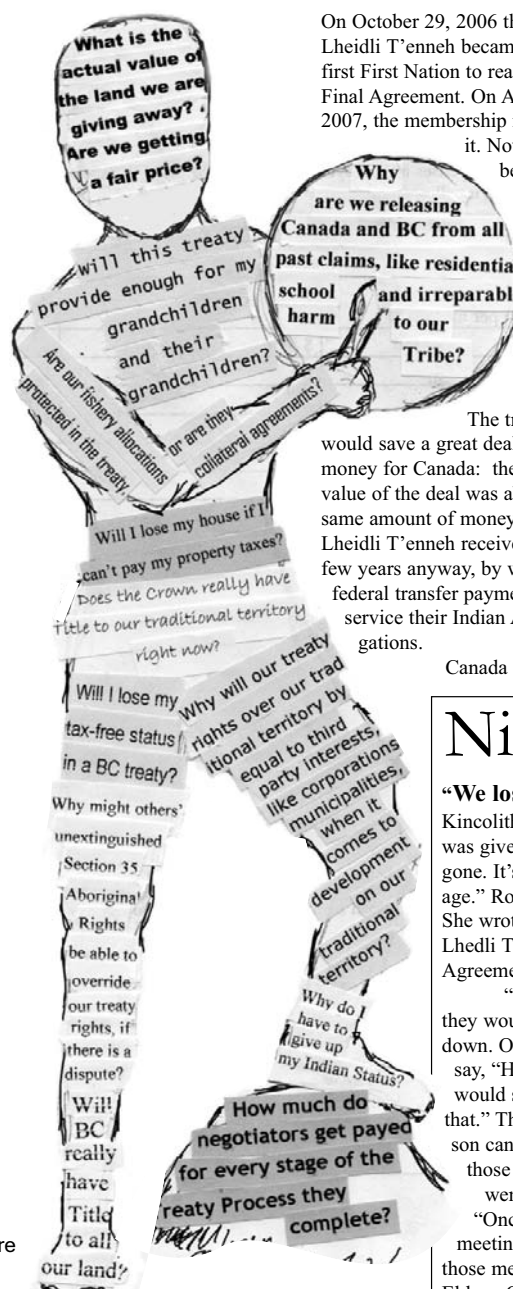 What is the
actual value of
the land we are
giving away?
Are we getting
a fair price?
Why
are we releasing
Canada and BC from all
past claims, like residentia
school and irreparabl
harm to our
Tribe?
Will this treaty
provide enough for my
grandchildren
and their
grandchildren?
Are our fishery allocations
protected in the treaty,
or are they
collateral agreements?
Will I lose my house if I
can't pay my property taxes?
Does the Crown really have
Title to our traditional territory
right now?
Will I lose my
tax-free status
in a BC treaty?
Why might others'
unextinguished
Section 35
Aboriginal
Rights
be able to
override
our treaty
rights, if
there is a
dispute?
Will
BC
really
have
Title
to all
our land?
Why will our treaty
rights over our trad
itional territory by
equal to third
party interests,
like corporations
municipalities,
when it
comes to
development
on our
traditional
territory?
Why do I
have to
give up
my Indian Status?
How much do
negotiators get payed
for every stage of the
reaty Process they
complete?
re
On October 29, 2006 th
Lheidli T'enneh becam
first First Nation to rea
Final Agreement. On A
2007, the membership r
it. No
be
The tr
would save a great deal
money for Canada: the
value of the deal was al
same amount of money
Lheidli T'enneh receive
few years anyway, by w
federal transfer payme
service their Indian A
gations.
Canada
Ni
"We los
Kincolith
was give
gone. It's
age." Ro
She wrot
Lhedli T
Agreeme
"
they wou
down. O
say, "H
would s
that." Th
son can
those
wer
"Onc
meetin
those me